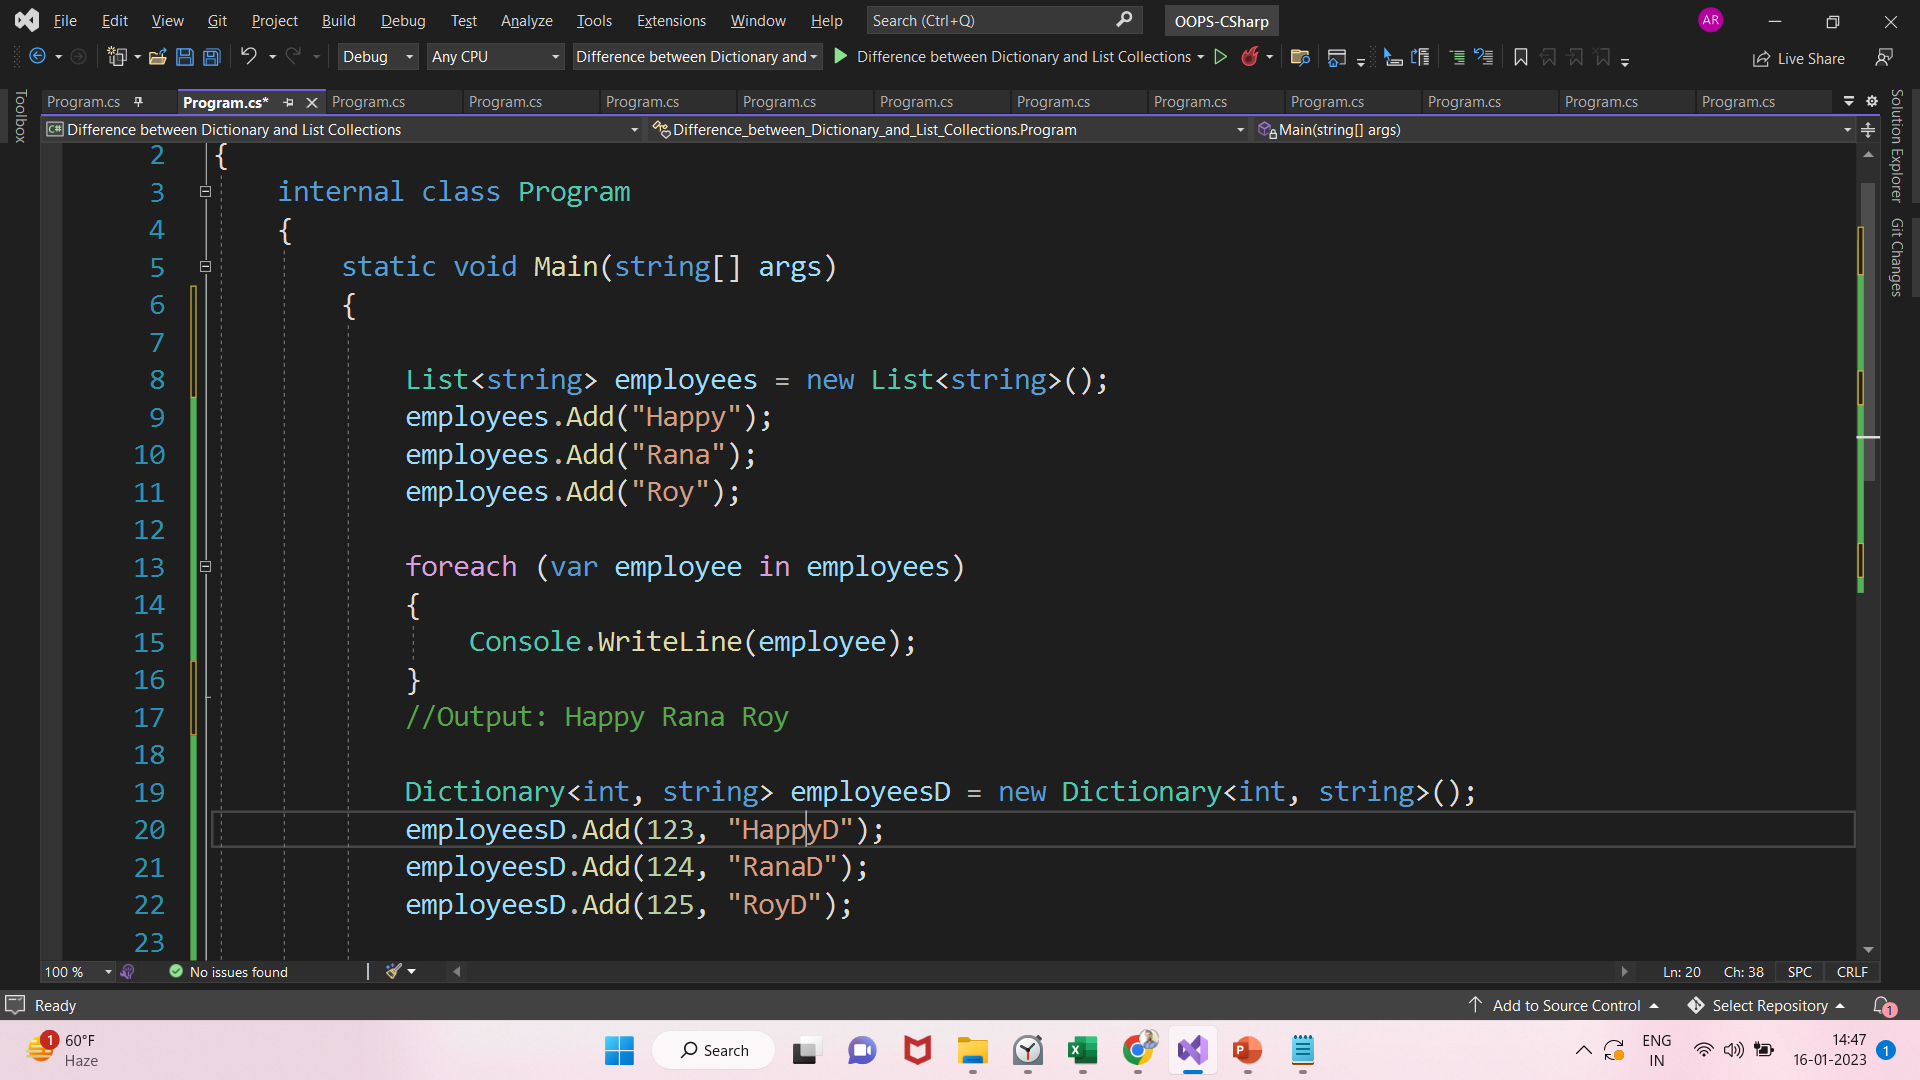 File Edit View Git Project Build Debug Test Analyze Tools Extensions Window Help Search (Ctrl+Q) OOPS-CSharp AR
Debug Any CPU Difference between Dictionary and Difference between Dictionary and List Collections Live Share
Program.cs Program.cs* Program.cs Program.cs Program.cs Program.cs Program.cs Program.cs Program.cs Program.cs Program.cs Program.cs Program.cs
C# Difference between Dictionary and List Collections Difference_between_Dictionary_and_List_Collections.Program Main(string[] args)
Toolbox
Solution Explorer
Git Changes
2 {
3 internal class Program
4 {
5 static void Main(string[] args)
6 {
7
8 List<string> employees = new List<string>();
9 employees.Add("Happy");
10 employees.Add("Rana");
11 employees.Add("Roy");
12
13 foreach (var employee in employees)
14 {
15 Console.WriteLine(employee);
16 }
17 //Output: Happy Rana Roy
18
19 Dictionary<int, string> employeesD = new Dictionary<int, string>();
20 employeesD.Add(123, "HappyD");
21 employeesD.Add(124, "RanaD");
22 employeesD.Add(125, "RoyD");
23
100 % No issues found Ln: 20 Ch: 38 SPC CRLF
Ready Add to Source Control Select Repository 1
1 60°F Search ENG 14:47
Haze IN 16-01-2023 1